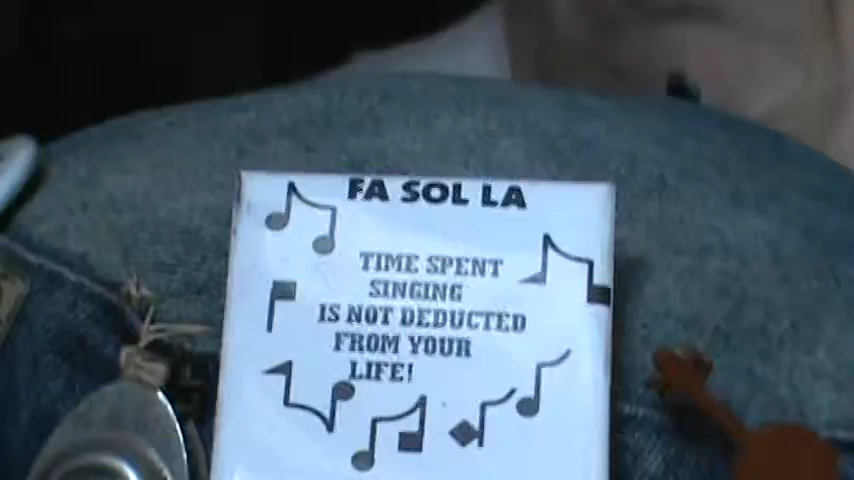 FA SOL LA
TIME SPENT
SINGING
IS NOT DEDUCTED
FROM YOUR
LIFE!